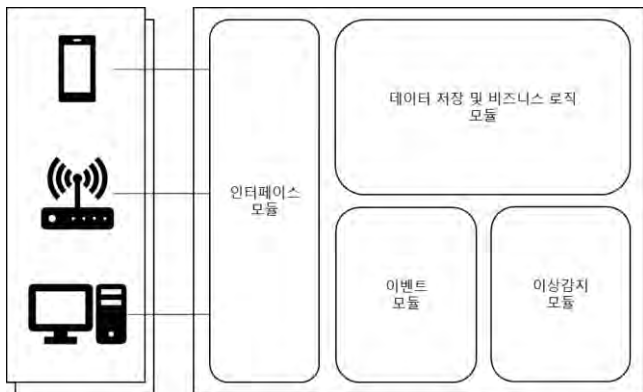 데이터 저장 및 비즈니스 로직
모듈
인터페이스
모듈
이벤트
모듈
이상감지
모듈